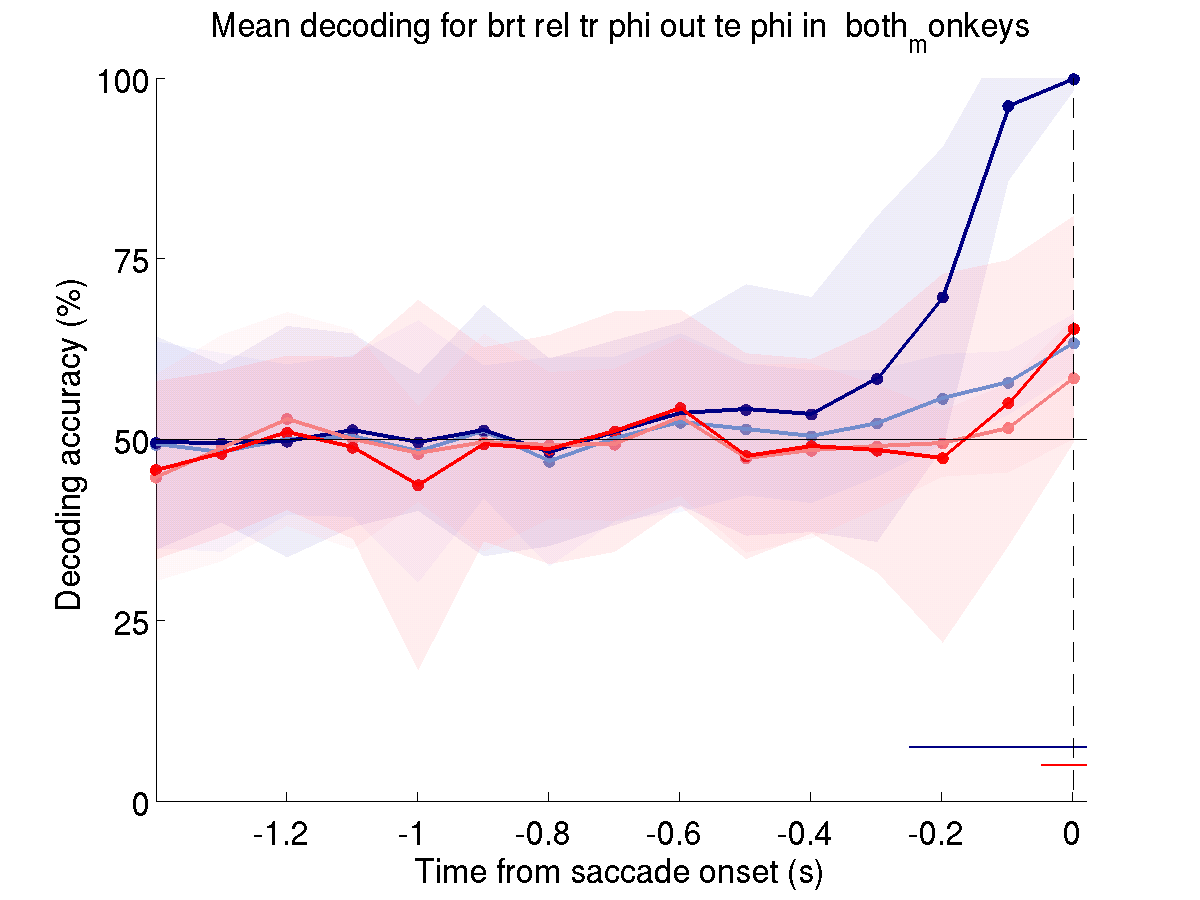 Mean decoding for brt rel tr phi out te phi in  both_monkeys
100
75
50
25
0
Decoding accuracy (%)
-1.2 -1 -0.8 -0.6 -0.4 -0.2 0
Time from saccade onset (s)